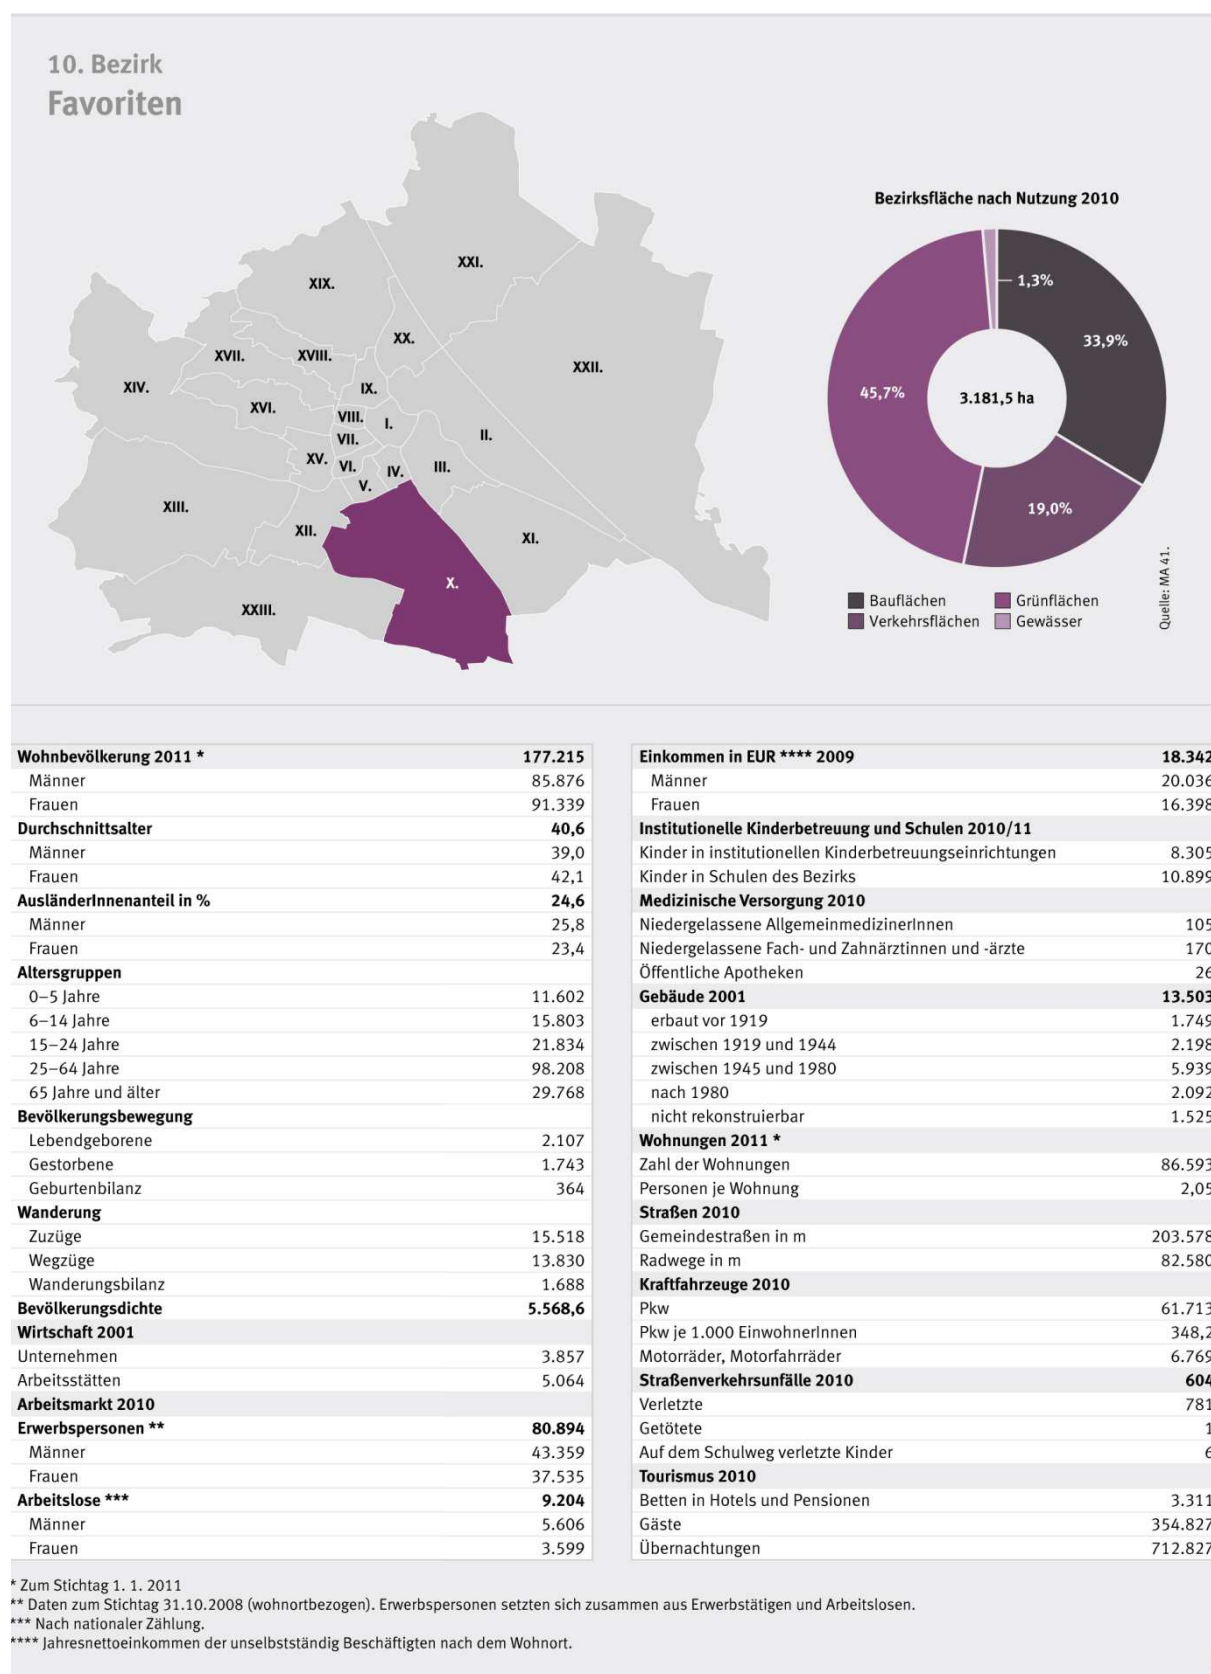 10. Bezirk
Favoriten
Bezirksfläche nach Nutzung 2010
XXI.
XIX.
XX.
XVII.
XVIII.
XXII.
XIV.
IX.
XVI.
VIII.
I.
VII.
II.
XV.
VI.
IV.
III.
V.
XIII.
XII.
XI.
X.
XXIII.
1,3%
33,9%
45,7%
3.181,5 ha
19,0%
Bauflächen
Grünflächen
Verkehrsflächen
Gewässer
Quelle: MA 41.
Wohnbevölkerung 2011 * 177.215
Männer 85.876
Frauen 91.339
Durchschnittsalter 40,6
Männer 39,0
Frauen 42,1
AusländerInnenanteil in % 24,6
Männer 25,8
Frauen 23,4
Altersgruppen
0–5 Jahre 11.602
6–14 Jahre 15.803
15–24 Jahre 21.834
25–64 Jahre 98.208
65 Jahre und älter 29.768
Bevölkerungsbewegung
Lebendgeborene 2.107
Gestorbene 1.743
Geburtenbilanz 364
Wanderung
Zuzüge 15.518
Wegzüge 13.830
Wanderungsbilanz 1.688
Bevölkerungsdichte 5.568,6
Wirtschaft 2001
Unternehmen 3.857
Arbeitsstätten 5.064
Arbeitsmarkt 2010
Erwerbspersonen ** 80.894
Männer 43.359
Frauen 37.535
Arbeitslose *** 9.204
Männer 5.606
Frauen 3.599
Einkommen in EUR **** 2009 18.342
Männer 20.036
Frauen 16.398
Institutionelle Kinderbetreuung und Schulen 2010/11
Kinder in institutionellen Kinderbetreuungseinrichtungen 8.305
Kinder in Schulen des Bezirks 10.899
Medizinische Versorgung 2010
Niedergelassene AllgemeinmedizinerInnen 105
Niedergelassene Fach- und Zahnärztinnen und -ärzte 170
Öffentliche Apotheken 26
Gebäude 2001 13.503
erbaut vor 1919 1.749
zwischen 1919 und 1944 2.198
zwischen 1945 und 1980 5.939
nach 1980 2.092
nicht rekonstruierbar 1.525
Wohnungen 2011 *
Zahl der Wohnungen 86.593
Personen je Wohnung 2,05
Straßen 2010
Gemeindestraßen in m 203.578
Radwege in m 82.580
Kraftfahrzeuge 2010
Pkw 61.713
Pkw je 1.000 EinwohnerInnen 348,2
Motorräder, Motorfahrräder 6.769
Straßenverkehrsunfälle 2010 604
Verletzte 781
Getötete 1
Auf dem Schulweg verletzte Kinder 6
Tourismus 2010
Betten in Hotels und Pensionen 3.311
Gäste 354.827
Übernachtungen 712.827
* Zum Stichtag 1. 1. 2011
** Daten zum Stichtag 31.10.2008 (wohnortbezogen). Erwerbspersonen setzten sich zusammen aus Erwerbstätigen und Arbeitslosen.
*** Nach nationaler Zählung.
**** Jahresnettoeinkommen der unselbstständig Beschäftigten nach dem Wohnort.